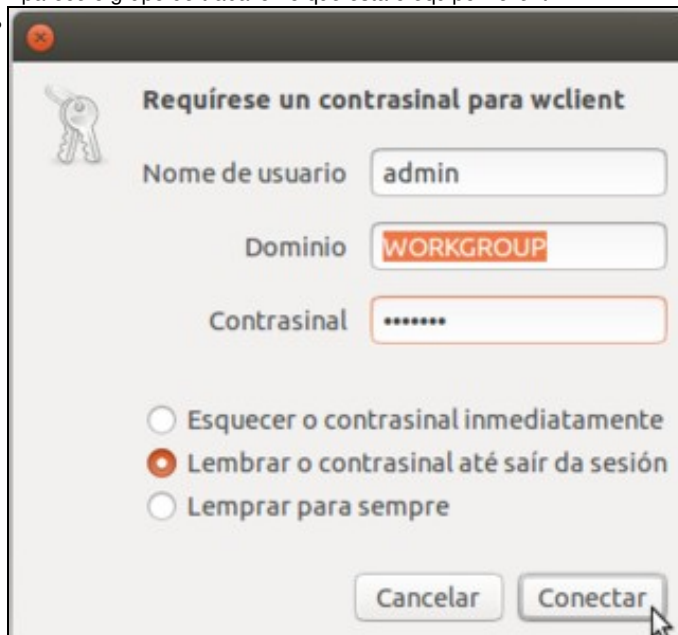 Requírese un contrasinal para wclient
Nome de usuario admin
Dominio WORKGROUP
Contrasinal •••••••
Esquecer o contrasinal inmediatamente
Lembrar o contrasinal até saír da sesión
Lemprar para sempre
Cancelar Conectar